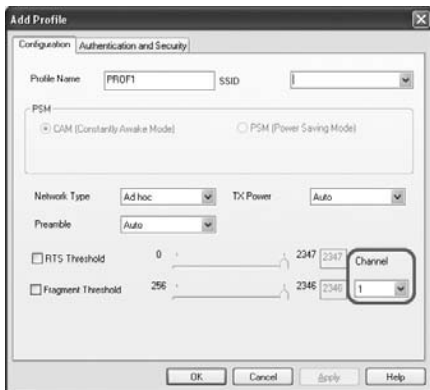 Add Profile
Configuration Authentication and Security
Profile Name PROF1 SSID
PSM
CAM (Constantly Awake Mode) PSM (Power Saving Mode)
Network Type Ad hoc TX Power Auto
Preamble Auto
RTS Threshold 0 2347 2347 Channel
Fragment Threshold 256 2346 2346 1
OK Cancel Apply Help